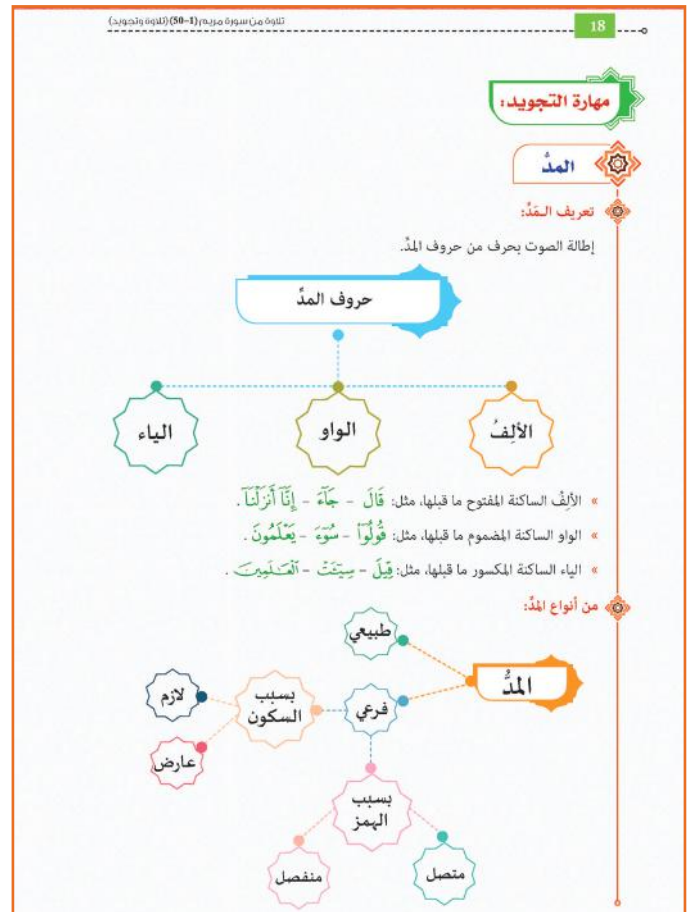 18
تلاوة من سورة مريم (1-50) (تلاوة وتجويد)
مهارة التجويد:
المدُّ
تعريف الـمَدِّ:
إطالة الصوت بحرف من حروف المدِّ.
حروف المدِّ
الألِفُ
الواو
الياء
» الألِفُ الساكنة المفتوح ما قبلها، مثل: قَالَ - جَآءَ - إِنَّآ أَنزَلْنَآ .
» الواو الساكنة المضموم ما قبلها، مثل: قُولُوٓا - سُوٓءَ - يَعْلَمُونَ .
» الياء الساكنة المكسور ما قبلها، مثل: قِيلَ - سِيٓـَٔتْ - ٱلْعَـٰلَمِينَ .
من أنواع المدِّ:
طبيعي
المدُّ
فرعي
بسبب
السكون
لازم
عارض
بسبب
الهمز
متصل
منفصل